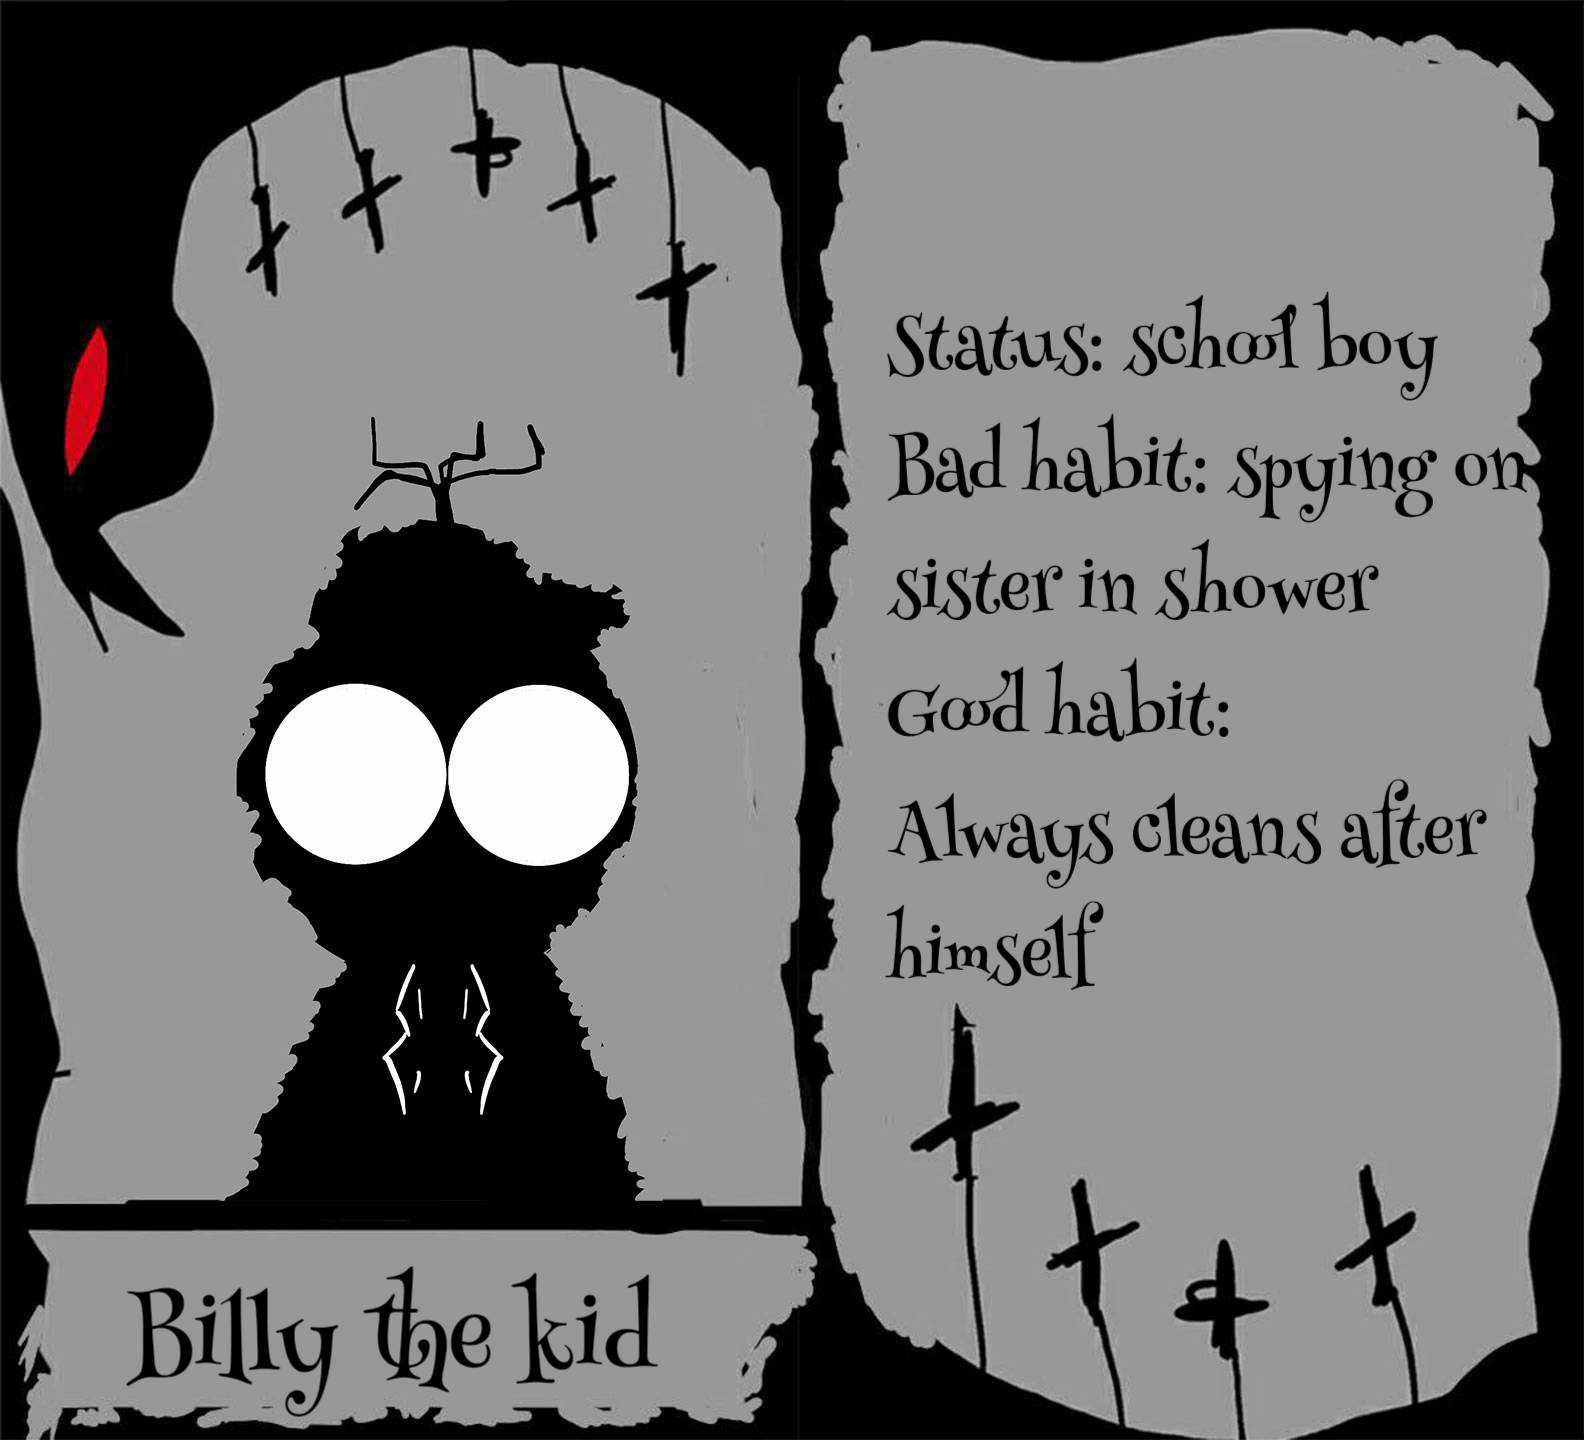 Status: school boy
Bad habit: spying on
sister in shower
Good habit:
Always cleans after
himself
Billy the kid